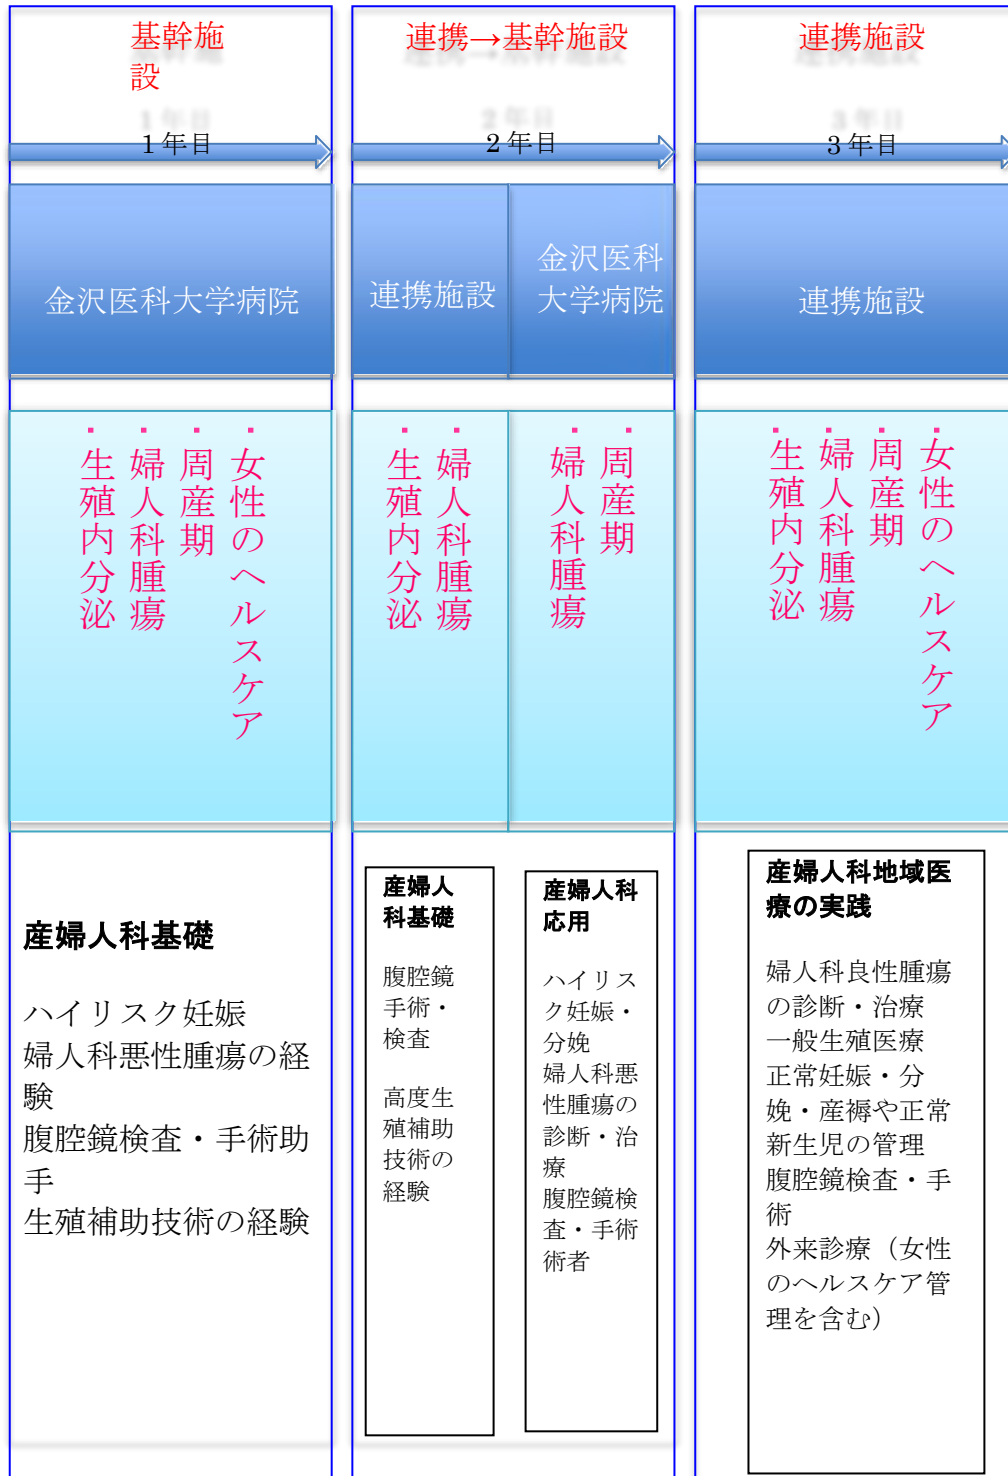 基幹施
設
1年目
金沢医科大学病院
・女性のヘルスケア
・周産期
・婦人科腫瘍
・生殖内分泌
産婦人科基礎
ハイリスク妊娠
婦人科悪性腫瘍の経
験
腹腔鏡検査・手術助
手
生殖補助技術の経験
連携→基幹施設
2年目
連携施設
金沢医科
大学病院
・婦人科腫瘍
・生殖内分泌
・周産期
・婦人科腫瘍
産婦人
科基礎
腹腔鏡
手術・
検査
高度生
殖補助
技術の
経験
産婦人科
応用
ハイリス
ク妊娠・
分娩
婦人科悪
性腫瘍の
診断・治
療
腹腔鏡検
査・手術
術者
連携施設
3年目
連携施設
・女性のヘルスケア
・周産期
・婦人科腫瘍
・生殖内分泌
産婦人科地域医
療の実践
婦人科良性腫瘍
の診断・治療
一般生殖医療
正常妊娠・分
娩・産褥や正常
新生児の管理
腹腔鏡検査・手
術
外来診療（女性
のヘルスケア管
理を含む）